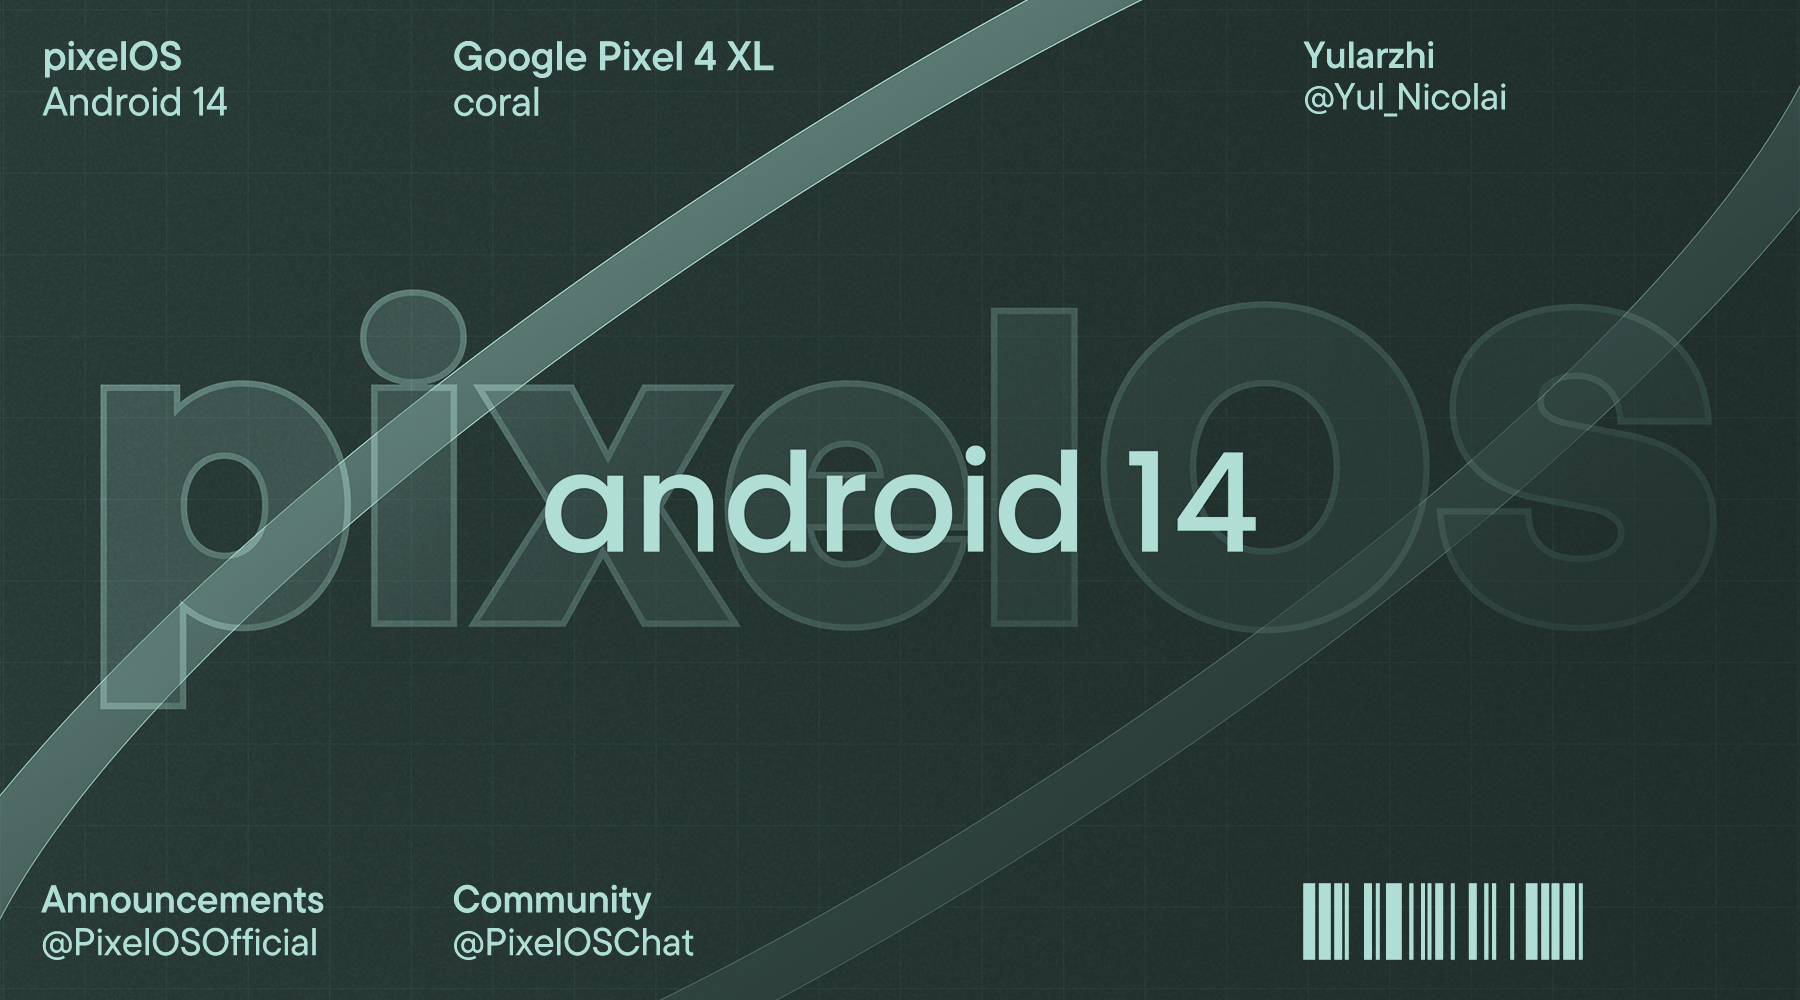 pixelOS
Android 14
Google Pixel 4 XL
coral
Yularzhi
@Yul_Nicolai
pixelOS
android 14
Announcements
@PixelOSOfficial
Community
@PixelOSChat